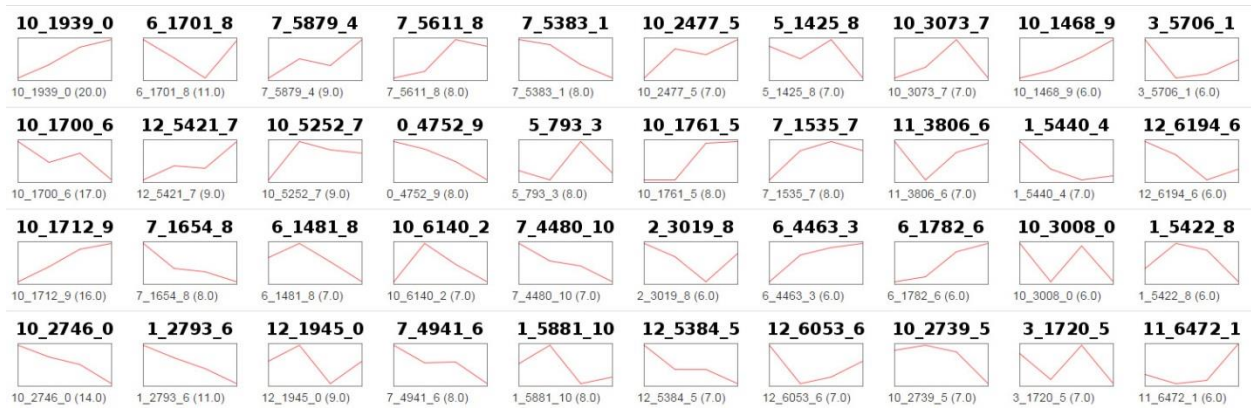 10_1939_0 6_1701_8 7_5879_4 7_5611_8 7_5383_1 10_2477_5 5_1425_8 10_3073_7 10_1468_9 3_5706_1
10_1939_0 (20.0) 6_1701_8 (11.0) 7_5879_4 (9.0) 7_5611_8 (8.0) 7_5383_1 (8.0) 10_2477_5 (7.0) 5_1425_8 (7.0) 10_3073_7 (7.0) 10_1468_9 (6.0) 3_5706_1 (6.0)
10_1700_6 12_5421_7 10_5252_7 0_4752_9 5_793_3 10_1761_5 7_1535_7 11_3806_6 1_5440_4 12_6194_6
10_1700_6 (17.0) 12_5421_7 (9.0) 10_5252_7 (9.0) 0_4752_9 (8.0) 5_793_3 (8.0) 10_1761_5 (8.0) 7_1535_7 (8.0) 11_3806_6 (7.0) 1_5440_4 (7.0) 12_6194_6 (6.0)
10_1712_9 7_1654_8 6_1481_8 10_6140_2 7_4480_10 2_3019_8 6_4463_3 6_1782_6 10_3008_0 1_5422_8
10_1712_9 (16.0) 7_1654_8 (8.0) 6_1481_8 (7.0) 10_6140_2 (7.0) 7_4480_10 (7.0) 2_3019_8 (6.0) 6_4463_3 (6.0) 6_1782_6 (6.0) 10_3008_0 (6.0) 1_5422_8 (6.0)
10_2746_0 1_2793_6 12_1945_0 7_4941_6 1_5881_10 12_5384_5 12_6053_6 10_2739_5 3_1720_5 11_6472_1
10_2746_0 (14.0) 1_2793_6 (11.0) 12_1945_0 (9.0) 7_4941_6 (8.0) 1_5881_10 (8.0) 12_5384_5 (7.0) 12_6053_6 (7.0) 10_2739_5 (7.0) 3_1720_5 (7.0) 11_6472_1 (6.0)